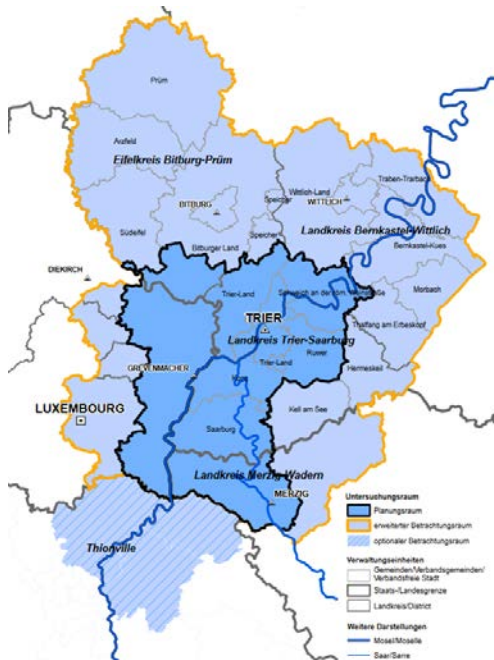 Prüm
Arzfeld
Eifelkreis Bitburg-Prüm
Speicher
Wittlich-Land
Traben-Trarbach
BITBURG
WITTLICH
Landkreis Bernkastel-Wittlich
Südeifel
Bitburger Land
Speicher
Bernkastel-Kues
DIEKIRCH
Trier-Land
Morbach
TRIER
Thalfang am Erbeskopf
Landkreis Trier-Saarburg
Ruwer
GREVENMACHER
Trier-Land
Hermeskeil
LUXEMBOURG
Kell am See
Saarburg
Landkreis Merzig-Wadern
MERZIG
Thionville
Untersuchungsraum
Planungsraum
erweiterter Betrachtungsraum
optionaler Betrachtungsraum
Verwaltungseinheiten
Gemeinden/Verbandsgemeinden/
Verbandsfreie Stadt
Staats-/Landesgrenze
Landkreis/District
Weitere Darstellungen
Mosel/Moselle
Saar/Sarre